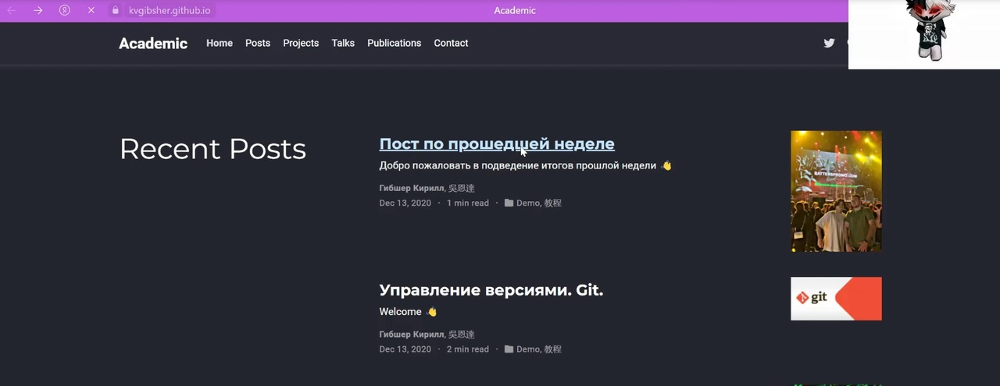 kvgibsher.github.io
Academic
Academic Home Posts Projects Talks Publications Contact
Recent Posts
Пост по прошедшей неделе
Добро пожаловать в подведение итогов прошлой недели 👋
Гибшер Кирилл, 吳恩達
Dec 13, 2020 · 1 min read · Demo, 教程
Управление версиями. Git.
Welcome 👋
Гибшер Кирилл, 吳恩達
Dec 13, 2020 · 2 min read · Demo, 教程
git